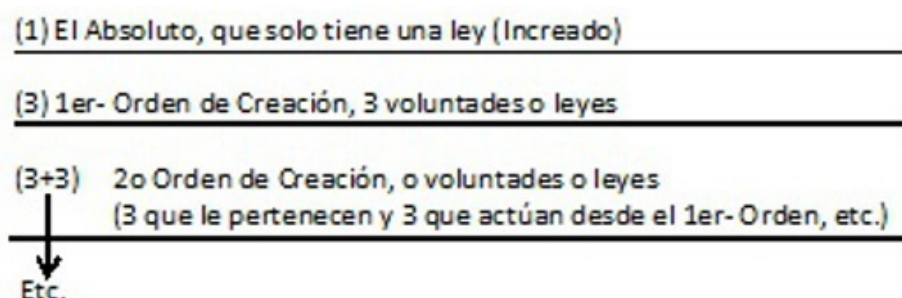 (1) El Absoluto, que solo tiene una ley (Increado)
(3) 1er- Orden de Creación, 3 voluntades o leyes
(3+3) 2o Orden de Creación, o voluntades o leyes
(3 que le pertenecen y 3 que actúan desde el 1er- Orden, etc.)
Etc.